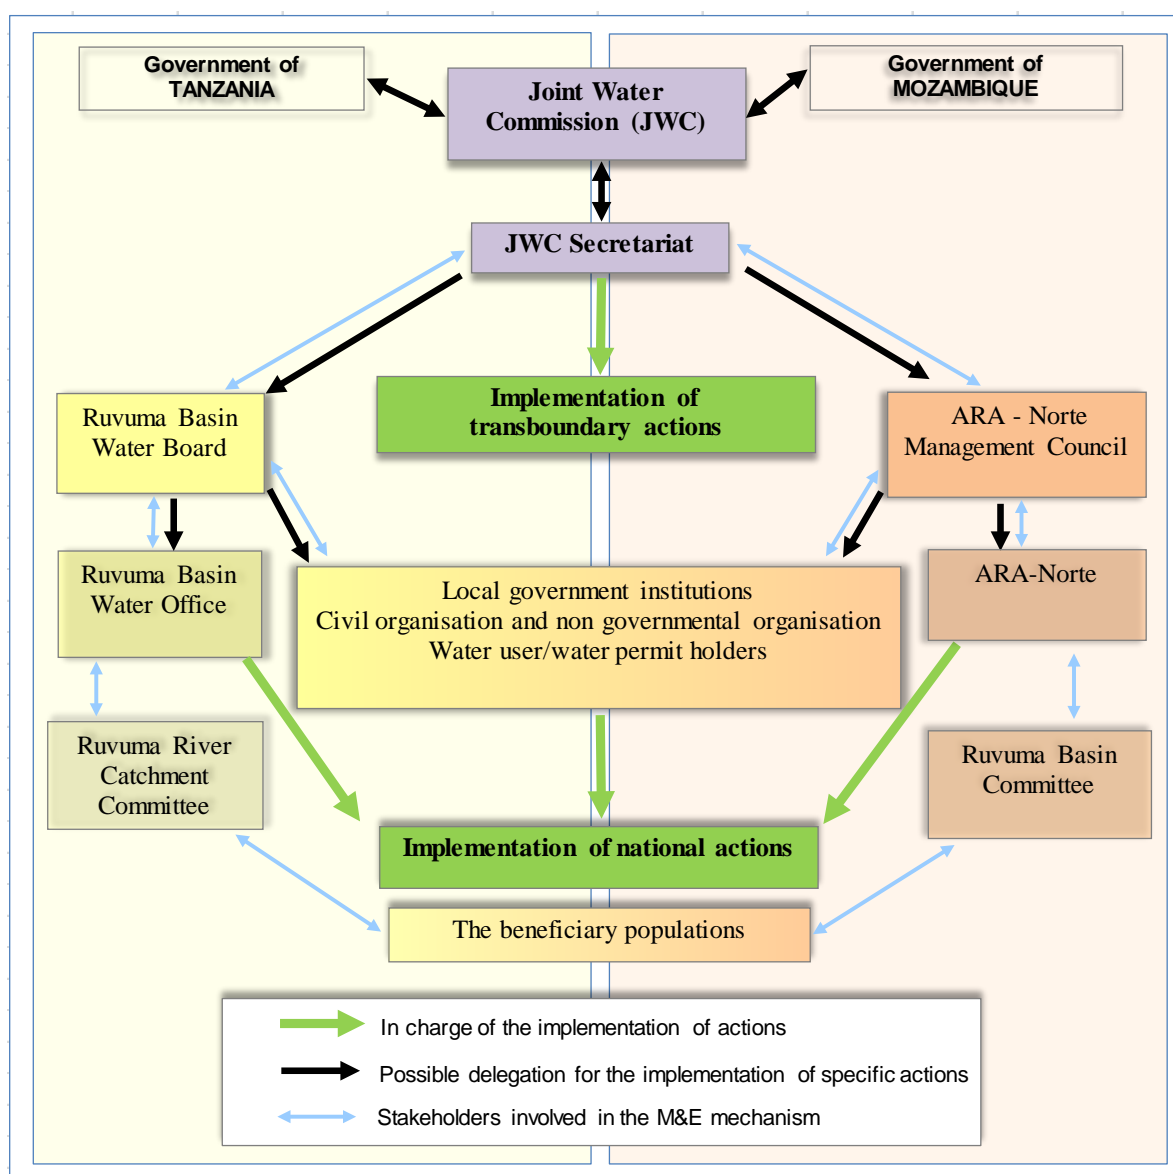 Government of
TANZANIA
Joint Water
Commission (JWC)
Government of
MOZAMBIQUE
JWC Secretariat
Implementation of
transboundary actions
Ruvuma Basin
Water Board
ARA - Norte
Management Council
Ruvuma Basin
Water Office
Local government institutions
Civil organisation and non governmental organisation
Water user/water permit holders
ARA-Norte
Ruvuma River
Catchment
Committee
Ruvuma Basin
Committee
Implementation of national actions
The beneficiary populations
In charge of the implementation of actions
Possible delegation for the implementation of specific actions
Stakeholders involved in the M&E mechanism